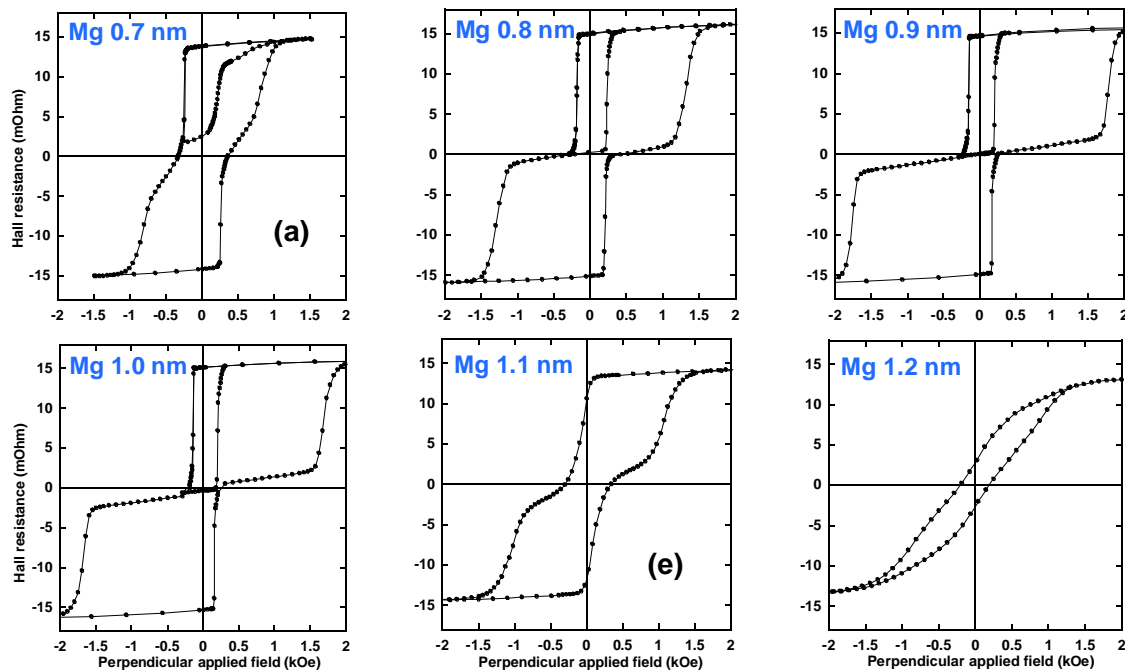 Mg 0.7 nm
Hall resistance (mOhm)
15
10
5
0
-5
-10
-15
(a)
-2 -1.5 -1 -0.5 0 0.5 1 1.5 2
Mg 0.8 nm
15
10
5
0
-5
-10
-15
-2 -1.5 -1 -0.5 0 0.5 1 1.5 2
Mg 0.9 nm
15
10
5
0
-5
-10
-15
-2 -1.5 -1 -0.5 0 0.5 1 1.5 2
Mg 1.0 nm
Hall resistance (mOhm)
15
10
5
0
-5
-10
-15
-2 -1.5 -1 -0.5 0 0.5 1 1.5 2
Perpendicular applied field (kOe)
Mg 1.1 nm
15
10
5
0
-5
-10
-15
(e)
-2 -1.5 -1 -0.5 0 0.5 1 1.5 2
Perpendicular applied field (kOe)
Mg 1.2 nm
15
10
5
0
-5
-10
-15
-2 -1.5 -1 -0.5 0 0.5 1 1.5 2
Perpendicular applied field (kOe)